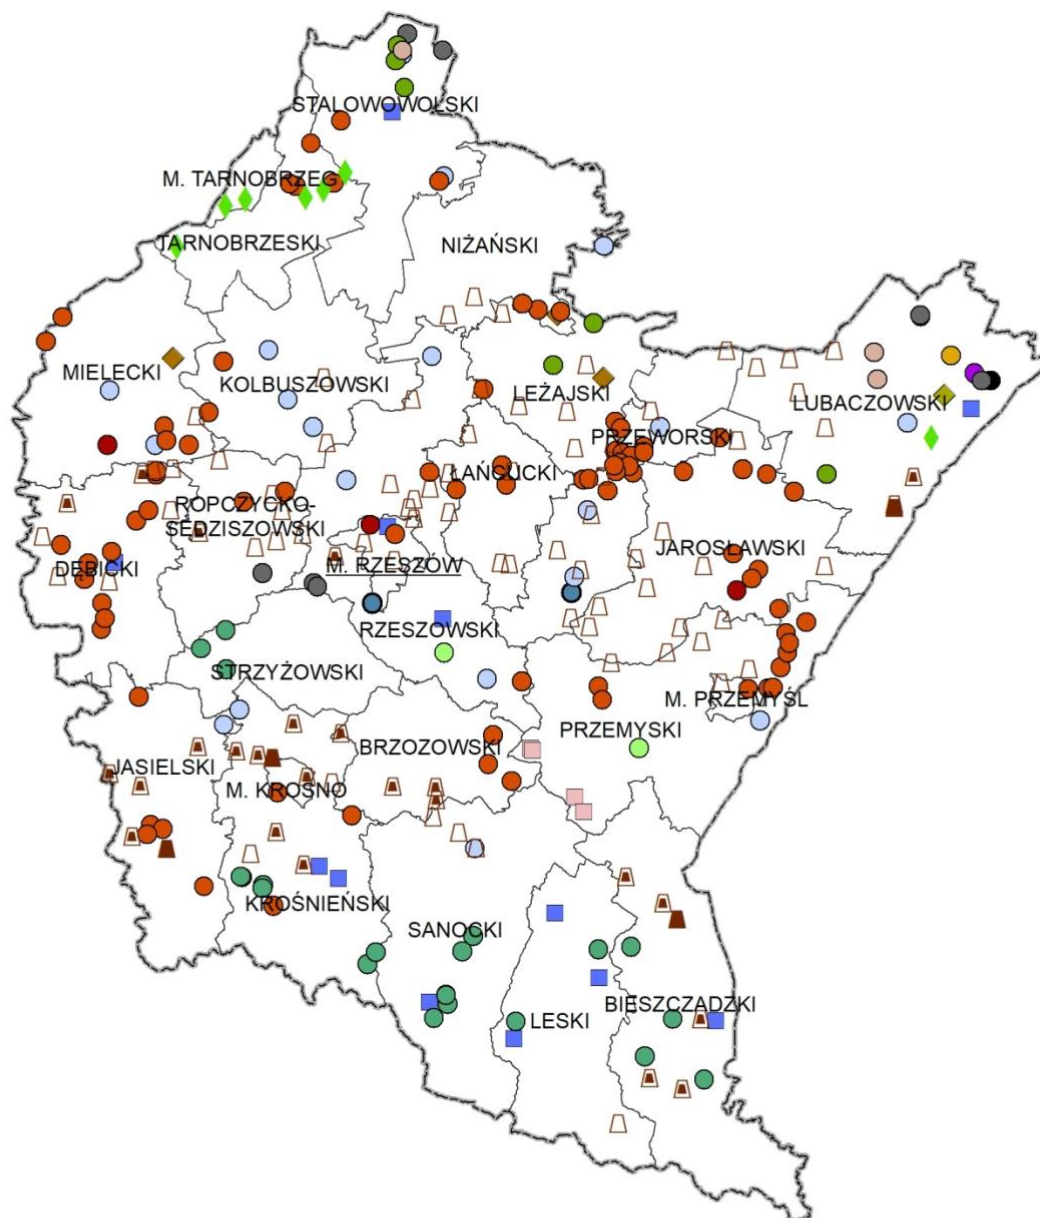 STALOWOWOLSKI
M. TARNOBRZEG
TARNOBRZESKI
NIŻAŃSKI
MIELECKI
KOLBUSZOWSKI
LEŻAJSKI
LUBACZOWSKI
PRZEWORSKI
ŁAŃCUCKI
ROPCZYCKO-
SĘDZISZOWSKI
JAROSŁAWSKI
DĘBICKI
M. RZESZÓW
RZESZOWSKI
STRZYŻOWSKI
M. PRZEMYŚL
PRZEMYSKI
BRZOZOWSKI
JASIELSKI
M. KROSNO
KROŚNIEŃSKI
SANOCKI
BIESZCZADZKI
LESKI